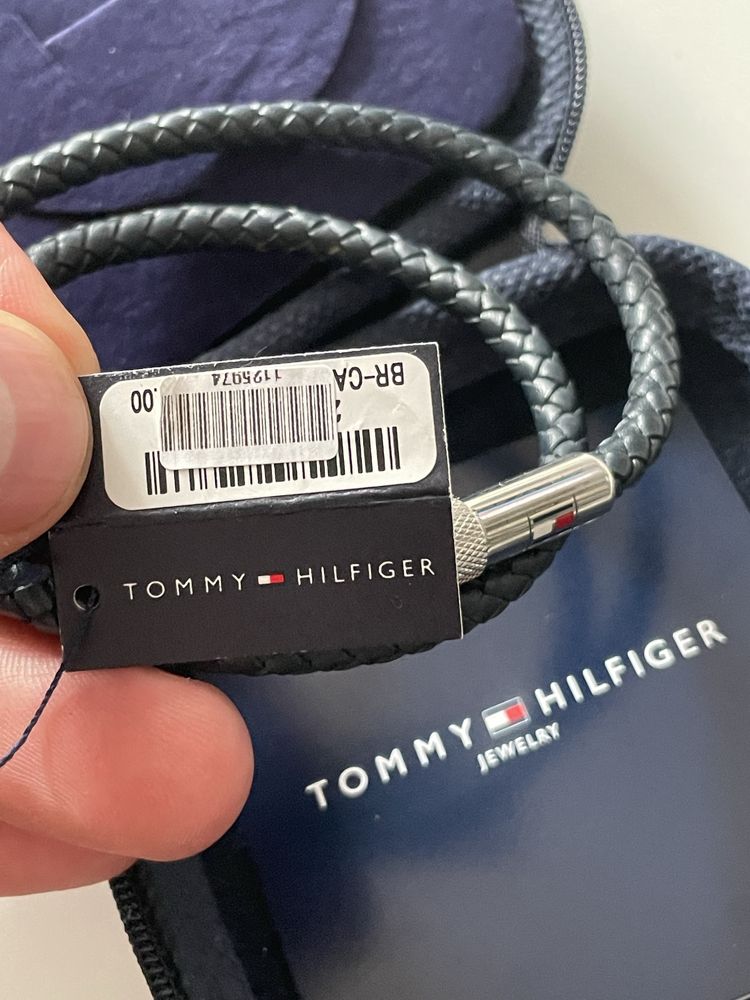 BR-CA
1125974
.00
TOMMY HILFIGER
TOMMY HILFIGER
JEWELRY